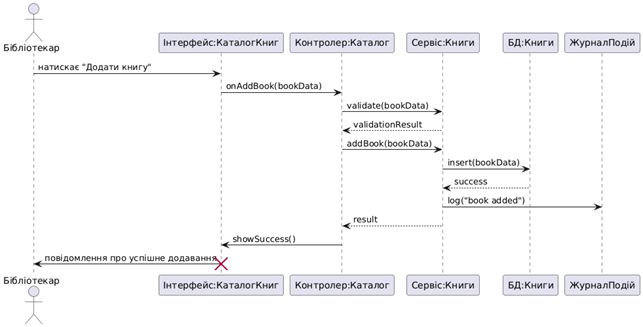 Бібліотекар
Інтерфейс:КаталогКниг
Контролер:Каталог
Сервіс:Книги
БД:Книги
ЖурналПодій
натискає "Додати книгу"
onAddBook(bookData)
validate(bookData)
validationResult
addBook(bookData)
insert(bookData)
success
log("book added")
result
showSuccess()
повідомлення про успішне додавання
Бібліотекар
Інтерфейс:КаталогКниг
Контролер:Каталог
Сервіс:Книги
БД:Книги
ЖурналПодій